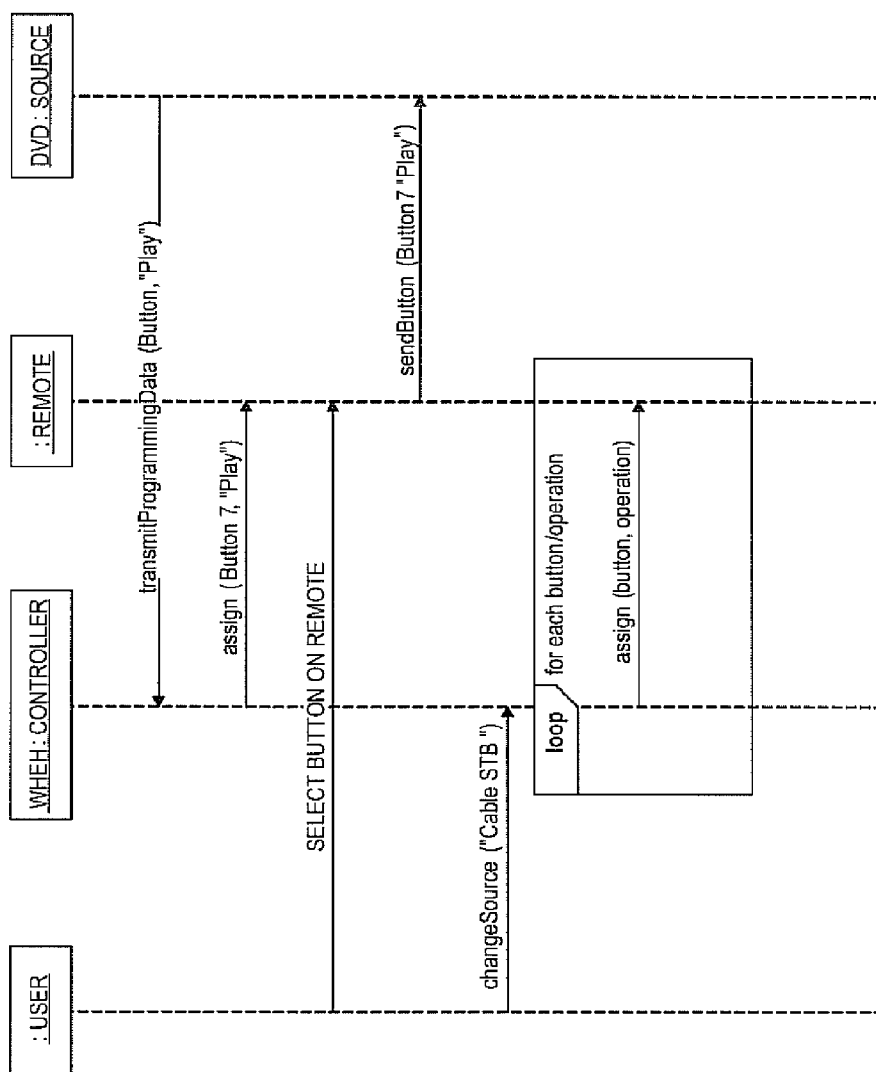 : USER
WHEH: CONTROLLER
: REMOTE
DVD: SOURCE
transmitProgrammingData (Button,"Play")
assign (Button 7, "Play")
SELECT BUTTON ON REMOTE
sendButton (Button7 "Play")
changeSource ("Cable STB")
loop
for each button/operation
assign (button, operation)